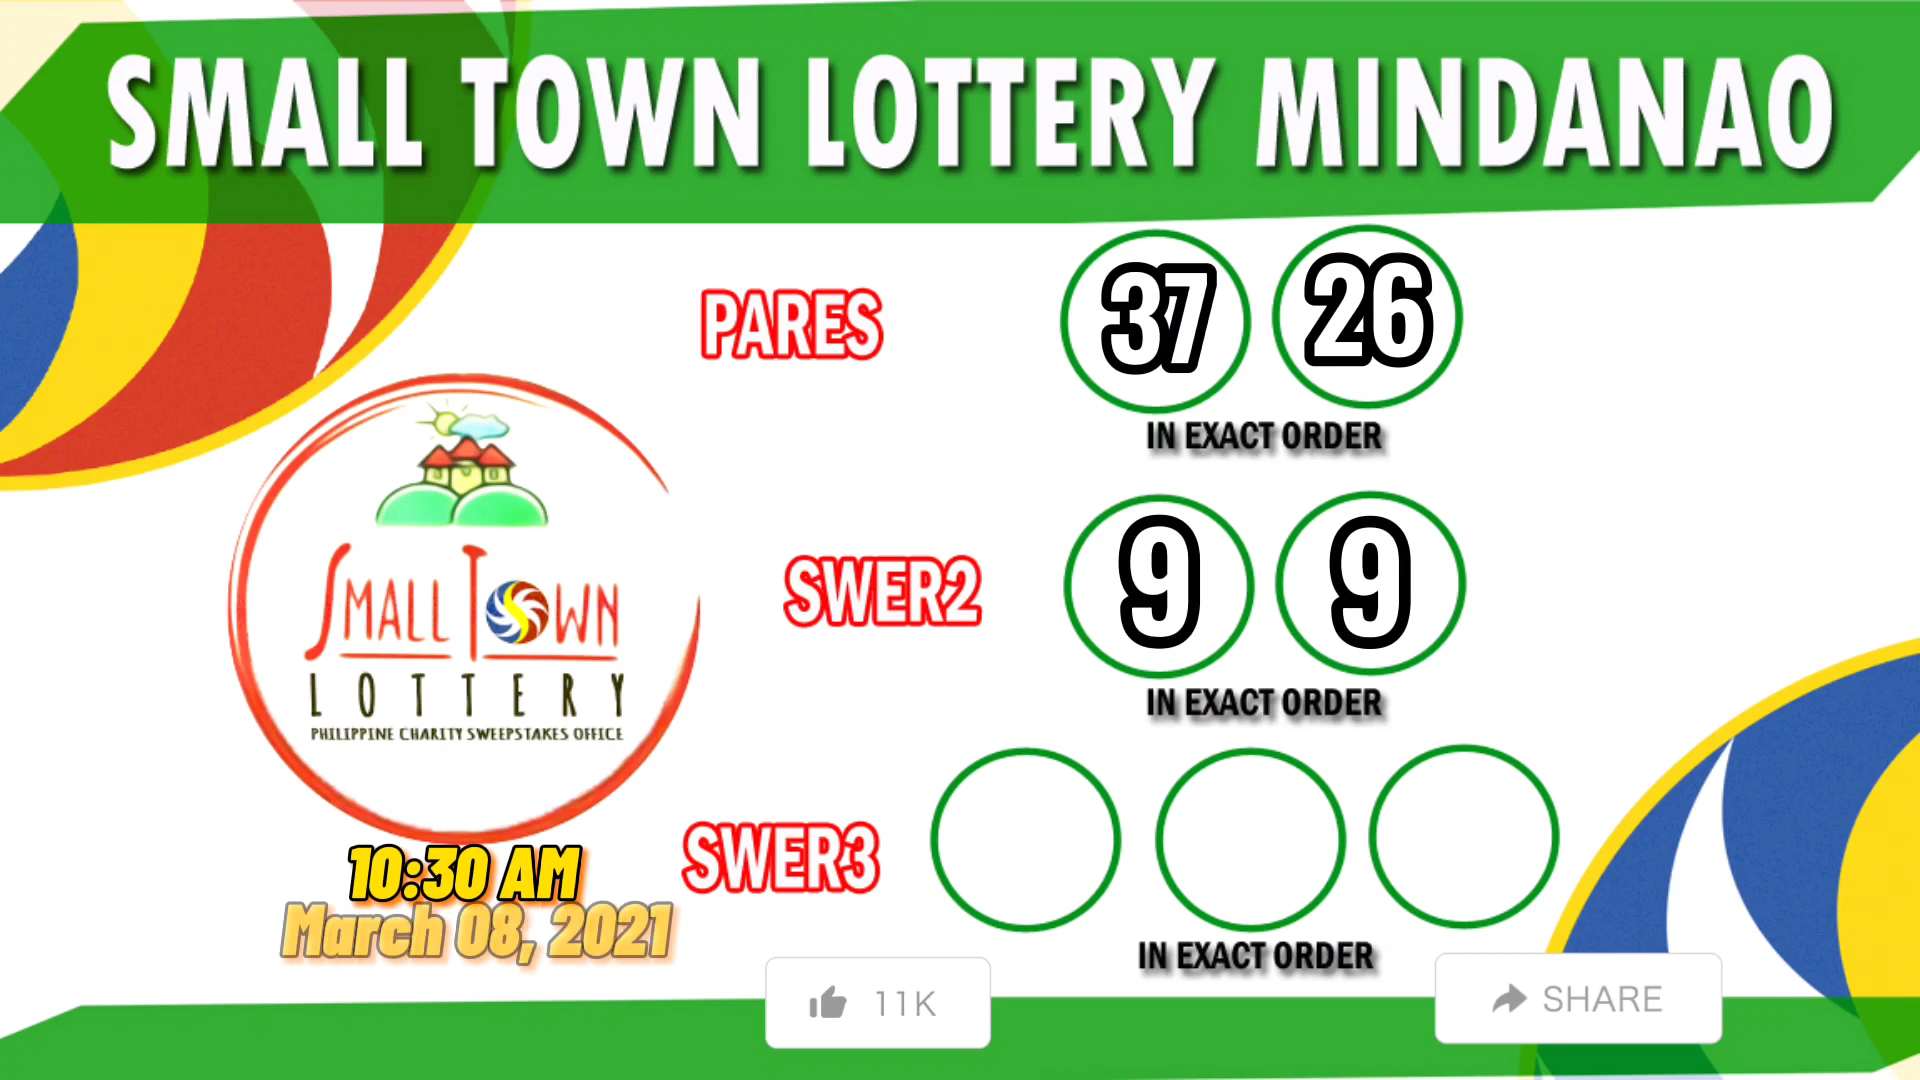 SMALL TOWN LOTTERY MINDANAO
PARES
37 26
IN EXACT ORDER
SWER2
9 9
IN EXACT ORDER
SMALL TOWN
LOTTERY
PHILIPPINE CHARITY SWEEPSTAKES OFFICE
10:30 AM
March 08, 2021
SWER3
IN EXACT ORDER
11K
SHARE